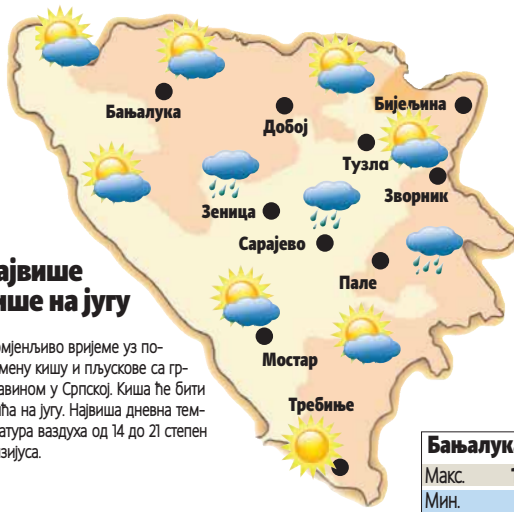 Бањалука
Добој
Бијељина
Тузла
Зворник
Зеница
Сарајево
Пале
Мостар
Требиње
ајвише
ише на југу
омјенљиво вријеме уз по-
мену кишу и пљускове са гр-
авином у Српској. Киша ће бити
ћа на југу. Највиша дневна тем-
атура ваздуха од 14 до 21 степен
зијуса.
Бањалук
Макс.
Мин.